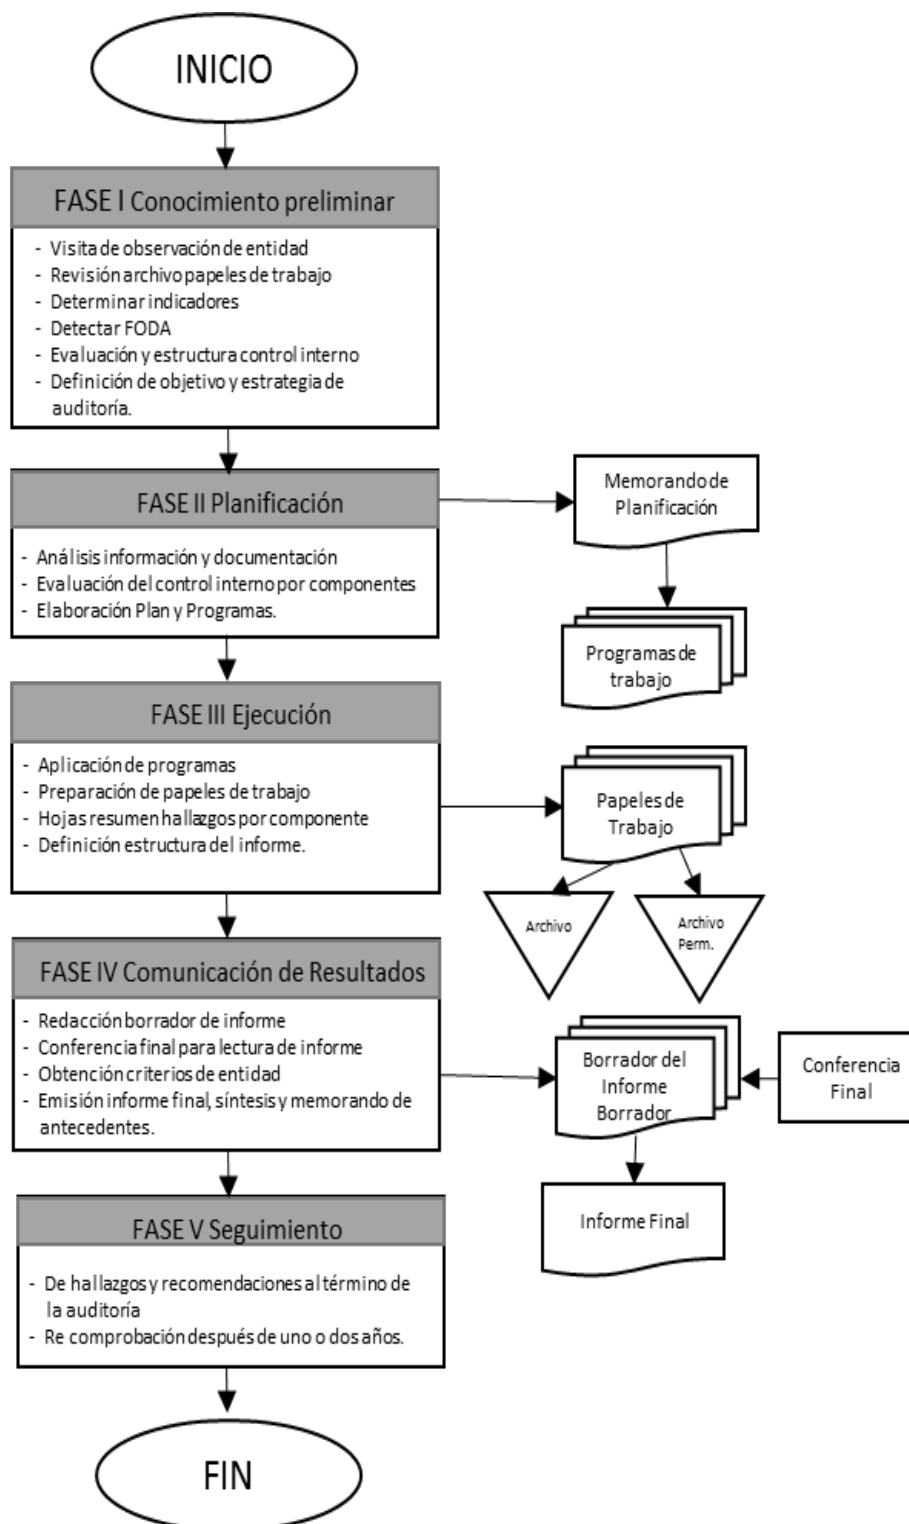 INICIO
FASE I Conocimiento preliminar
- Visita de observación de entidad
- Revisión archivo papeles de trabajo
- Determinar indicadores
- Detectar FODA
- Evaluación y estructura control interno
- Definición de objetivo y estrategia de
auditoría.
FASE II Planificación
- Análisis información y documentación
- Evaluación del control interno por componentes
- Elaboración Plan y Programas.
Memorando de
Planificación
Programas de
trabajo
FASE III Ejecución
- Aplicación de programas
- Preparación de papeles de trabajo
- Hojas resumen hallazgos por componente
- Definición estructura del informe.
Papeles de
Trabajo
Archivo
Archivo
Perm.
FASE IV Comunicación de Resultados
- Redacción borrador de informe
- Conferencia final para lectura de informe
- Obtención criterios de entidad
- Emisión informe final, síntesis y memorando de
antecedentes.
Borrador del
Informe
Borrador
Conferencia
Final
Informe Final
FASE V Seguimiento
- De hallazgos y recomendaciones al término de
la auditoría
- Re comprobación después de uno o dos años.
FIN